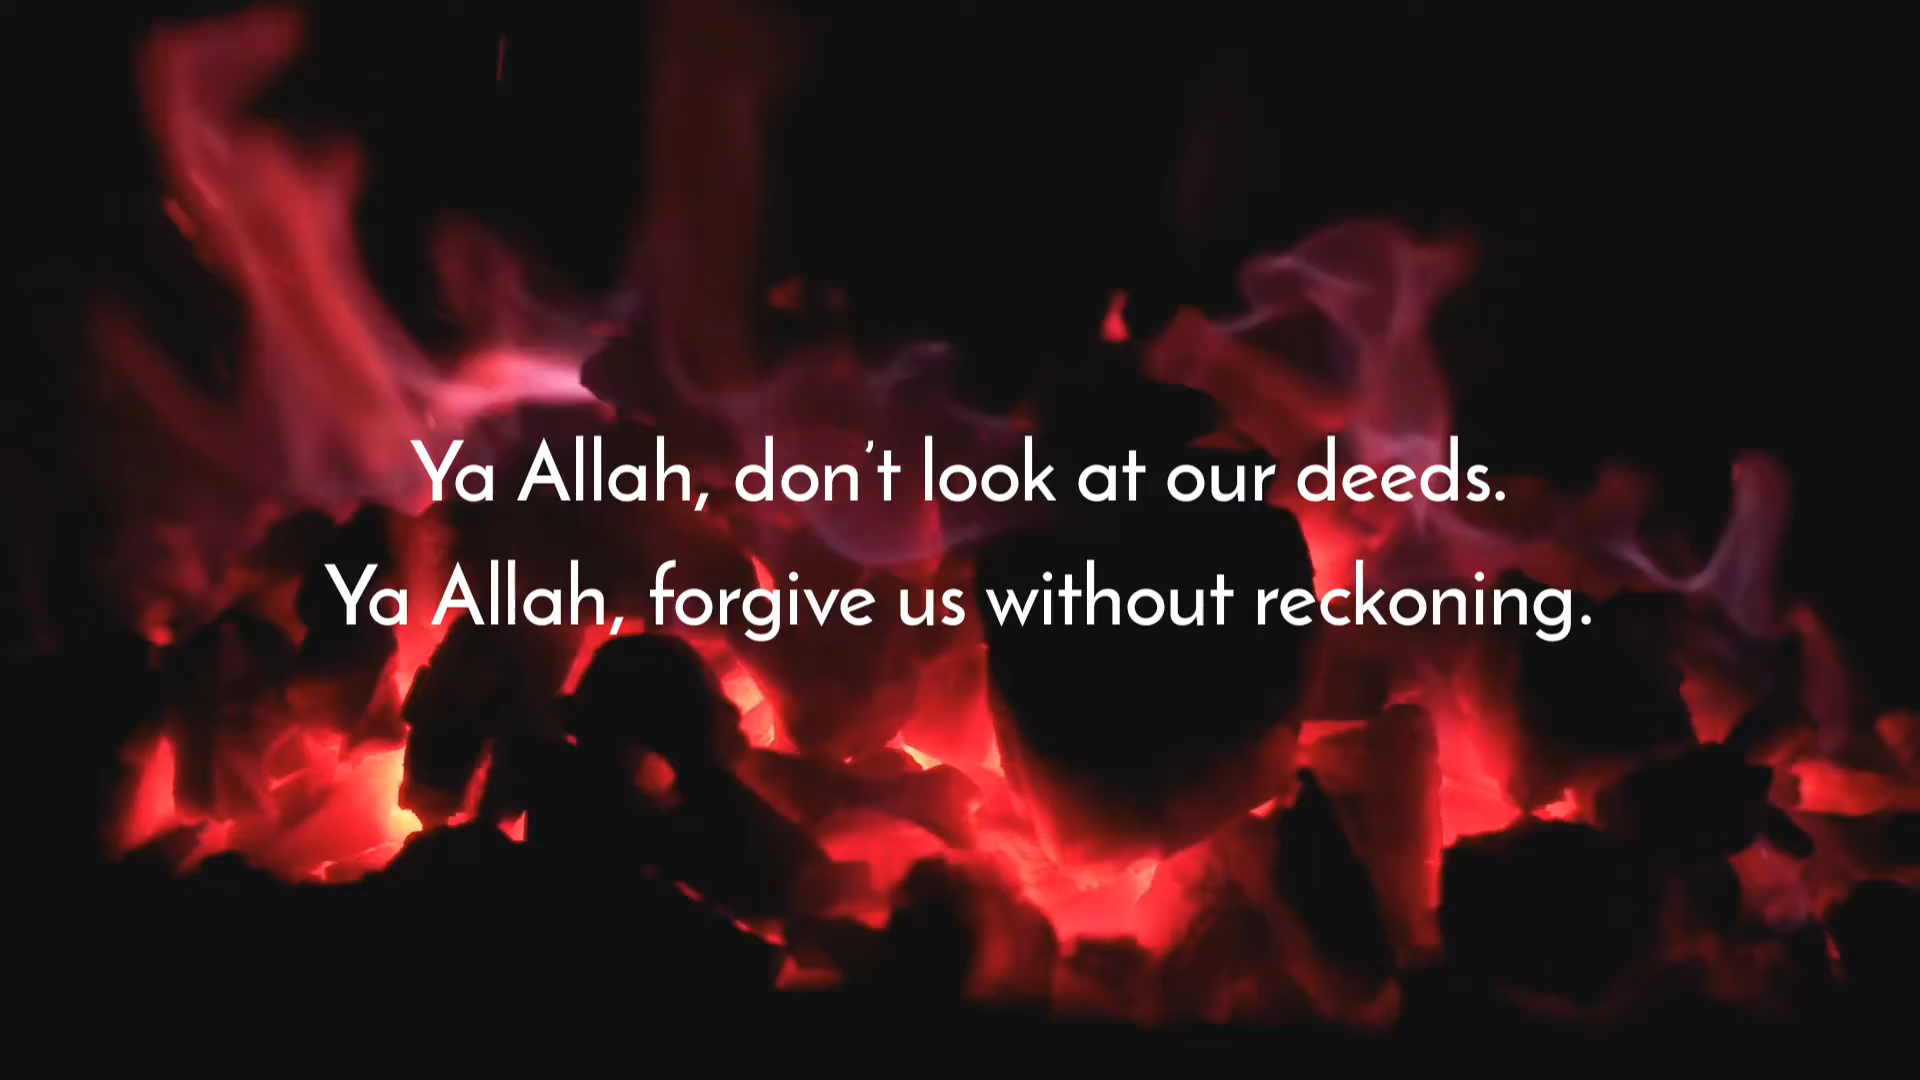 Ya Allah, don’t look at our deeds.
Ya Allah, forgive us without reckoning.